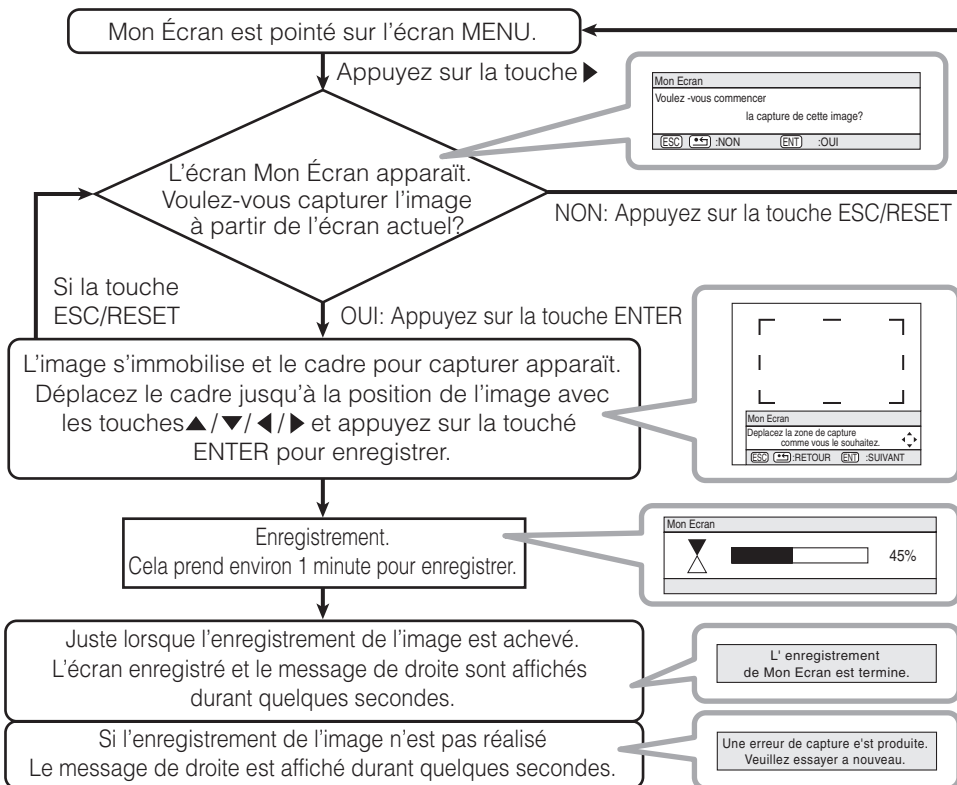 Mon Écran est pointé sur l'écran MENU.
Appuyez sur la touche ▶
Mon Ecran
Voulez -vous commencer
la capture de cette image?
ESC :NON ENT :OUI
L'écran Mon Écran apparaït.
Voulez-vous capturer l'image
à partir de l'écran actuel?
NON: Appuyez sur la touche ESC/RESET
Si la touche
ESC/RESET
OUI: Appuyez sur la touche ENTER
L'image s'immobilise et le cadre pour capturer apparaït.
Déplacez le cadre jusqu'à la position de l'image avec
les touches▲/▼/◀/▶ et appuyez sur la touché
ENTER pour enregistrer.
Mon Ecran
Deplacez la zone de capture
comme vous le souhaitez.
ESC :RETOUR ENT :SUIVANT
Enregistrement.
Cela prend environ 1 minute pour enregistrer.
Mon Ecran
45%
Juste lorsque l'enregistrement de l'image est achevé.
L'écran enregistré et le message de droite sont affichés
durant quelques secondes.
L' enregistrement
de Mon Ecran est termine.
Si l'enregistrement de l'image n'est pas réalisé
Le message de droite est affiché durant quelques secondes.
Une erreur de capture e'st produite.
Veuillez essayer a nouveau.